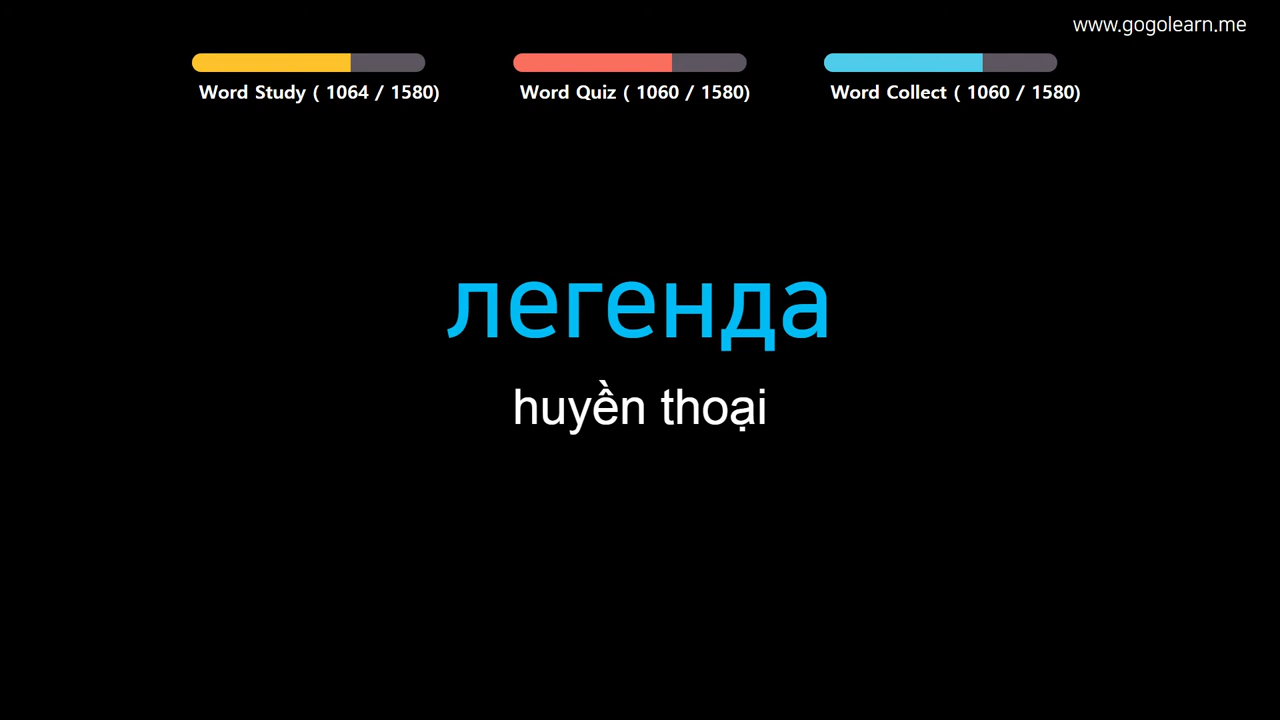 www.gogolearn.me
Word Study ( 1064 / 1580)
Word Quiz ( 1060 / 1580)
Word Collect ( 1060 / 1580)
легенда
huyền thoại